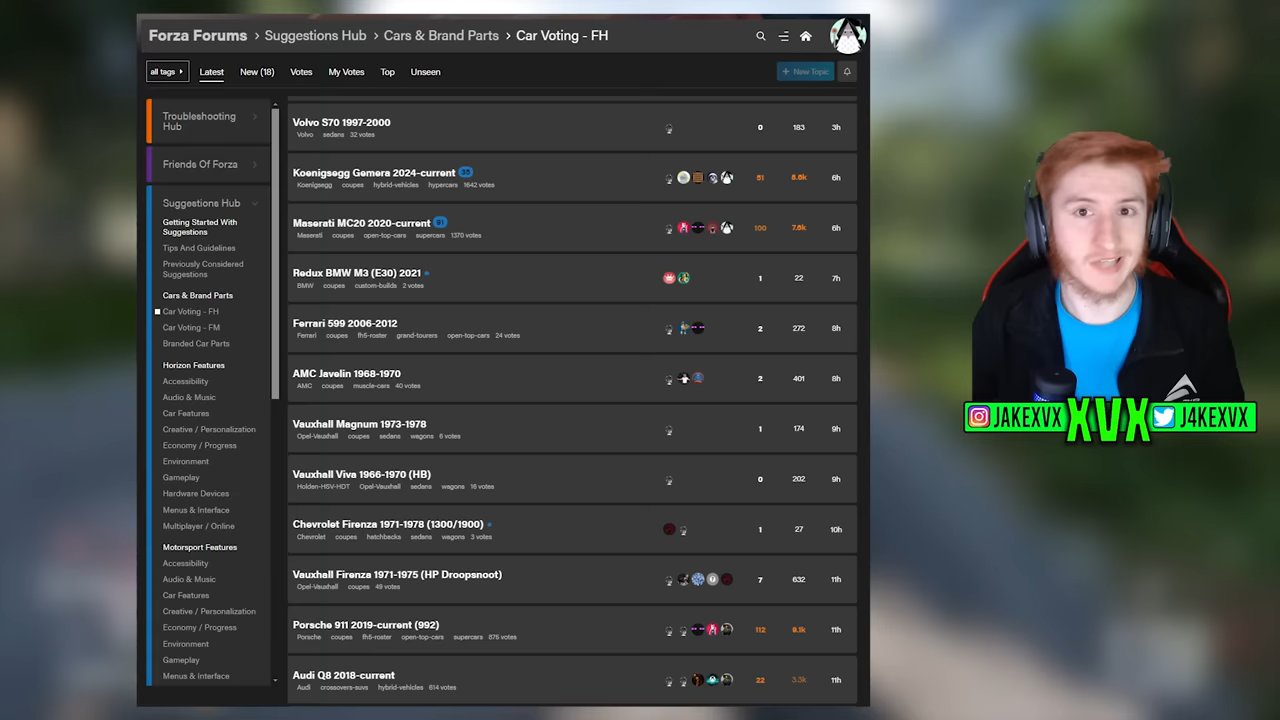 Forza Forums › Suggestions Hub › Cars & Brand Parts › Car Voting - FH
all tags Latest New (18) Votes My Votes Top Unseen + New Topic
Troubleshooting
Hub
Friends Of Forza
Suggestions Hub
Getting Started With
Suggestions
Tips And Guidelines
Previously Considered
Suggestions
Cars & Brand Parts
Car Voting - FH
Car Voting - FM
Branded Car Parts
Horizon Features
Accessibility
Audio & Music
Car Features
Creative / Personalization
Economy / Progress
Environment
Gameplay
Hardware Devices
Menus & Interface
Multiplayer / Online
Motorsport Features
Accessibility
Audio & Music
Car Features
Creative / Personalization
Economy / Progress
Environment
Gameplay
Menus & Interface
Volvo S70 1997-2000 0 183 3h
Volvo sedans 32 votes
Koenigsegg Gemera 2024-current 51 8.6k 6h
Koenigsegg coupes hybrid-vehicles hypercars 1642 votes
Maserati MC20 2020-current 100 7.8k 6h
Maserati coupes open-top-cars supercars 1370 votes
Redux BMW M3 (E30) 2021 1 22 7h
BMW coupes custom-builds 2 votes
Ferrari 599 2006-2012 2 272 8h
Ferrari coupes fh5-roster grand-tourers open-top-cars 24 votes
AMC Javelin 1968-1970 2 401 8h
AMC coupes muscle-cars 40 votes
Vauxhall Magnum 1973-1978 1 174 9h
Opel-Vauxhall coupes sedans wagons 6 votes
Vauxhall Viva 1966-1970 (HB) 0 202 9h
Holden-HSV-HDT Opel-Vauxhall sedans wagons 16 votes
Chevrolet Firenza 1971-1978 (1300/1900) 1 27 10h
Chevrolet coupes hatchbacks sedans wagons 3 votes
Vauxhall Firenza 1971-1975 (HP Droopsnoot) 7 632 11h
Opel-Vauxhall coupes 49 votes
Porsche 911 2019-current (992) 112 9.1k 11h
Porsche coupes fh5-roster open-top-cars supercars 875 votes
Audi Q8 2018-current 22 3.3k 11h
Audi crossovers-suvs hybrid-vehicles 614 votes
JAKEXVX XVX J4KEXVX